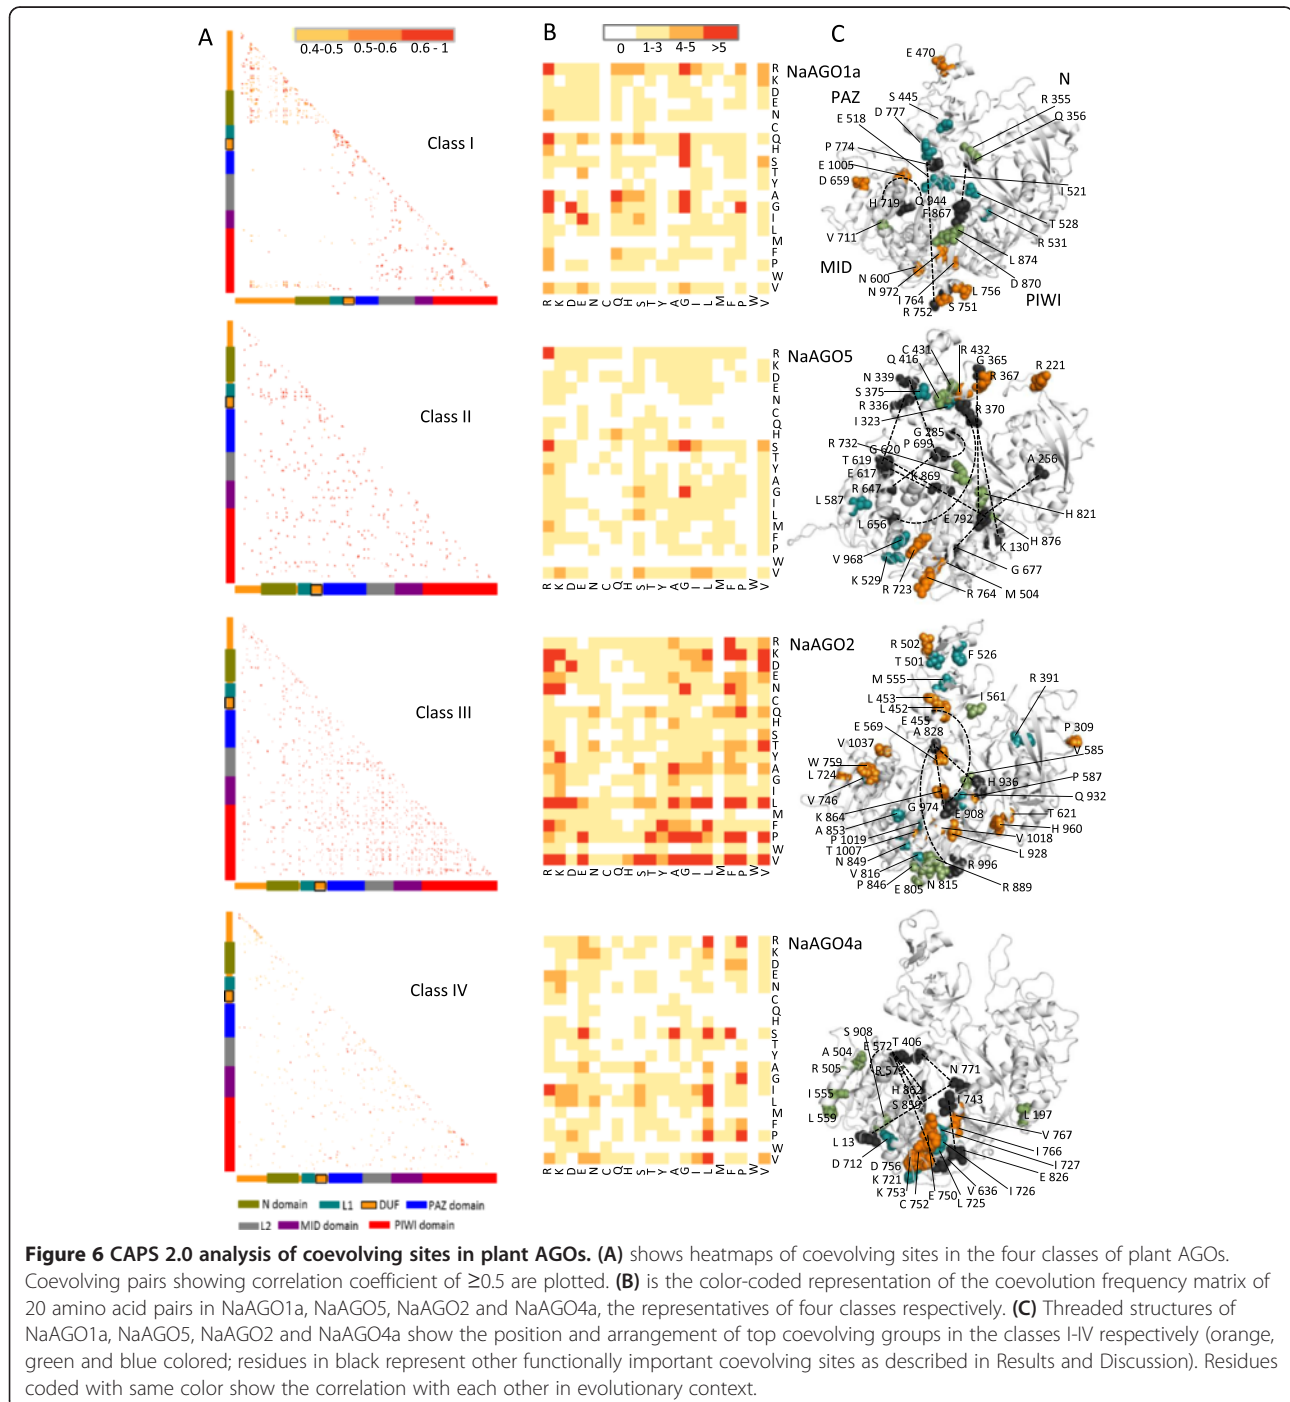 A
B
C
0.4-0.5 0.5-0.6 0.6 - 1
0 1-3 4-5 >5
Class I
R
K
D
E
N
C
Q
H
S
T
Y
A
G
I
L
M
F
P
W
V
R K D E N C Q H S T Y A G I L M F P W V
NaAGO1a
E 470
N
PAZ
S 445
R 355
D 777
Q 356
E 518
P 774
E 1005
D 659
I 521
H 719
Q 944
F 867
T 528
V 711
R 531
L 874
MID
N 600
D 870
N 972
I 764
L 756
PIWI
R 752
S 751
Class II
R
K
D
E
N
C
Q
H
S
T
Y
A
G
I
L
M
F
P
W
V
R K D E N C Q H S T Y A G I L M F P W V
NaAGO5
C 431
R 432
Q 416
G 365
R 221
N 339
R 367
S 375
R 336
R 370
I 323
G 285
R 732
P 699
G 620
T 619
A 256
E 617
K 869
R 647
L 587
H 821
L 656
E 792
H 876
V 968
K 130
K 529
G 677
R 723
R 764
M 504
Class III
R
K
D
E
N
C
Q
H
S
T
Y
A
G
I
L
M
F
P
W
V
R K D E N C Q H S T Y A G I L M F P W V
NaAGO2
R 502
T 501
F 526
M 555
R 391
L 453
I 561
L 452
E 455
P 309
E 569
A 828
V 1037
V 585
W 759
L 724
H 936
P 587
V 746
G 974
Q 932
K 864
E 908
T 621
A 853
H 960
P 1019
V 1018
T 1007
L 928
N 849
V 816
R 996
P 846
E 805
N 815
R 889
Class IV
R
K
D
E
N
C
Q
H
S
T
Y
A
G
I
L
M
F
P
W
V
R K D E N C Q H S T Y A G I L M F P W V
NaAGO4a
S 908
E 572
T 406
A 504
R 505
N 771
H 862
I 555
I 743
S 859
L 559
L 197
V 767
L 13
I 766
D 712
D 756
I 727
K 721
E 826
K 753
V 636
I 726
C 752
E 750
L 725
N domain L1 DUF PAZ domain
L2 MID domain PIWI domain
Figure 6 CAPS 2.0 analysis of coevolving sites in plant AGOs. (A) shows heatmaps of coevolving sites in the four classes of plant AGOs.
Coevolving pairs showing correlation coefficient of ≥0.5 are plotted. (B) is the color-coded representation of the coevolution frequency matrix of
20 amino acid pairs in NaAGO1a, NaAGO5, NaAGO2 and NaAGO4a, the representatives of four classes respectively. (C) Threaded structures of
NaAGO1a, NaAGO5, NaAGO2 and NaAGO4a show the position and arrangement of top coevolving groups in the classes I-IV respectively (orange,
green and blue colored; residues in black represent other functionally important coevolving sites as described in Results and Discussion). Residues
coded with same color show the correlation with each other in evolutionary context.